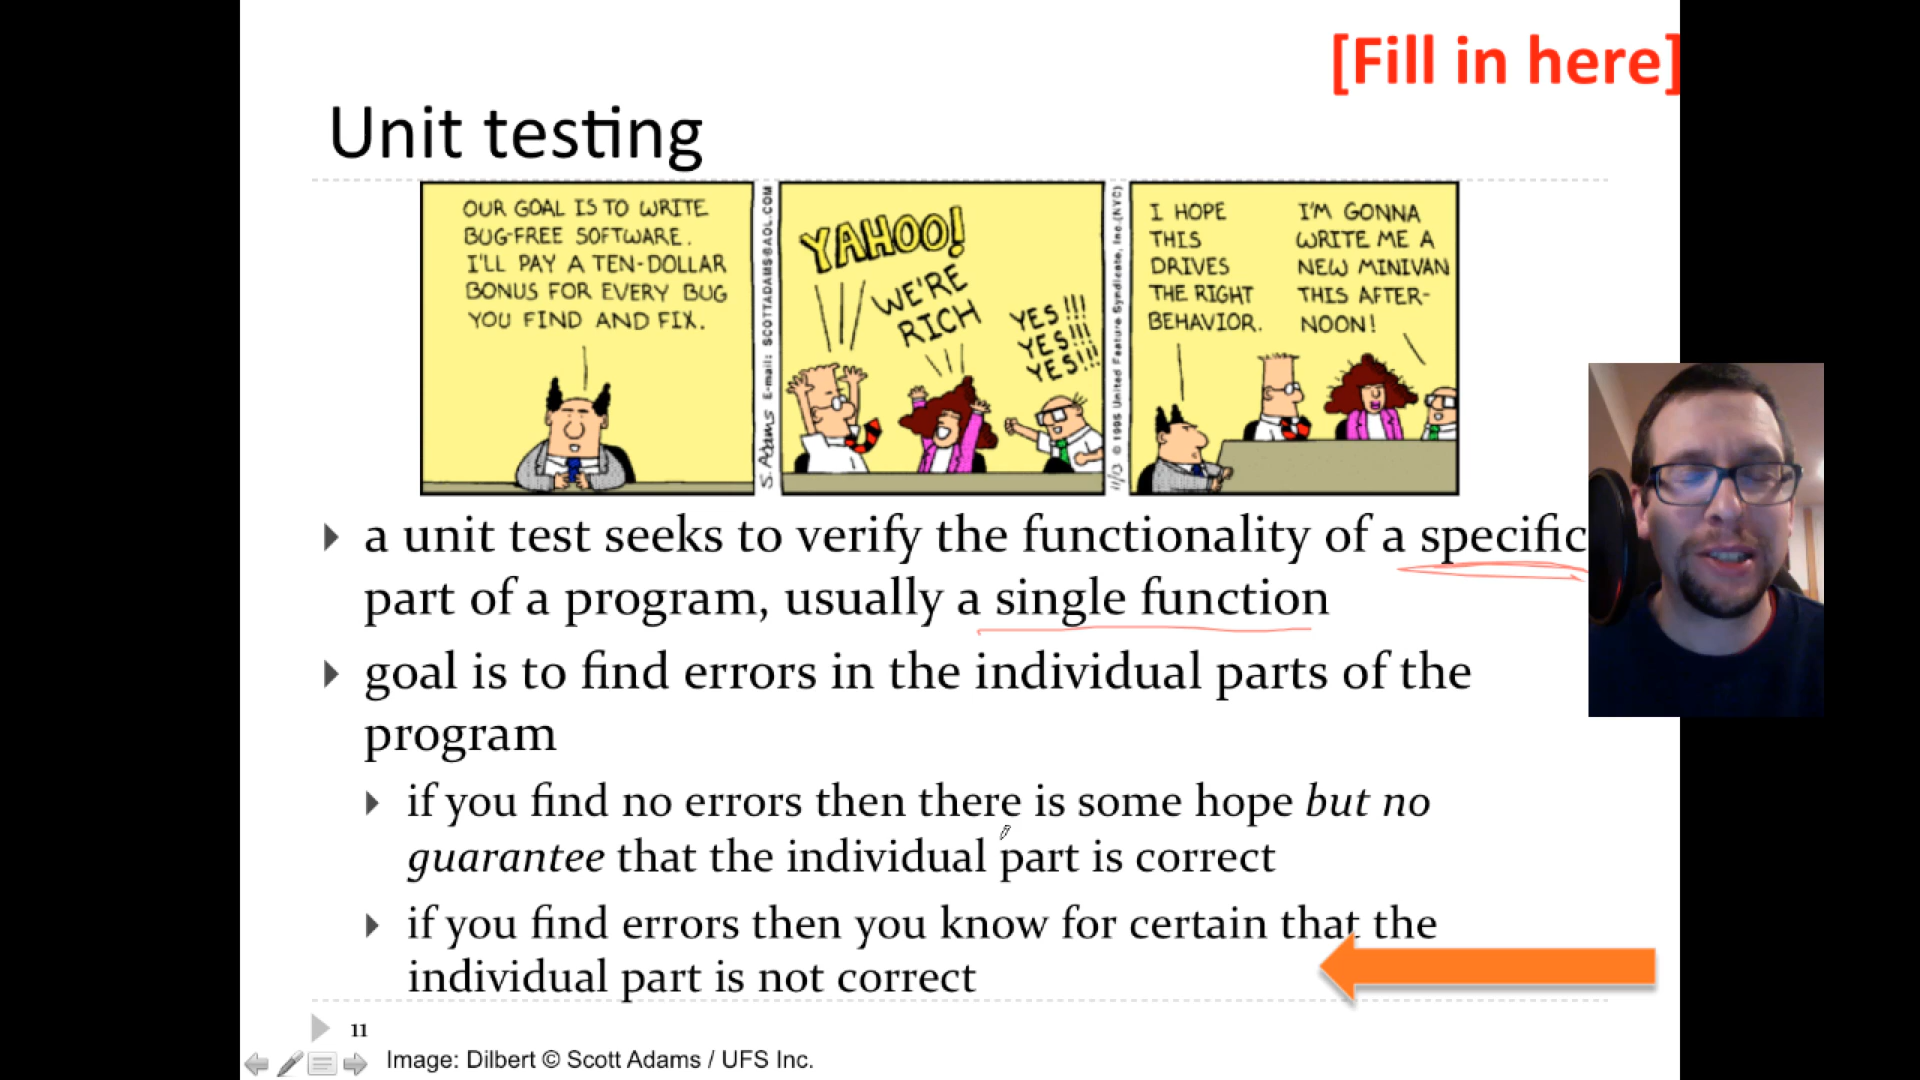 [Fill in here]
Unit testing
OUR GOAL IS TO WRITE
BUG-FREE SOFTWARE.
I'LL PAY A TEN-DOLLAR
BONUS FOR EVERY BUG
YOU FIND AND FIX.
S. Adams E-mail: SCOTTADAMS@AOL.COM
YAHOO!
WE'RE
RICH
YES!!!
YES!!!
YES!!!
11/13 © 1995 United Feature Syndicate, Inc.(NYC)
I HOPE
THIS
DRIVES
THE RIGHT
BEHAVIOR.
I'M GONNA
WRITE ME A
NEW MINIVAN
THIS AFTER-
NOON!
a unit test seeks to verify the functionality of a specific
part of a program, usually a single function
goal is to find errors in the individual parts of the
program
if you find no errors then there is some hope but no
guarantee that the individual part is correct
if you find errors then you know for certain that the
individual part is not correct
11
Image: Dilbert © Scott Adams / UFS Inc.